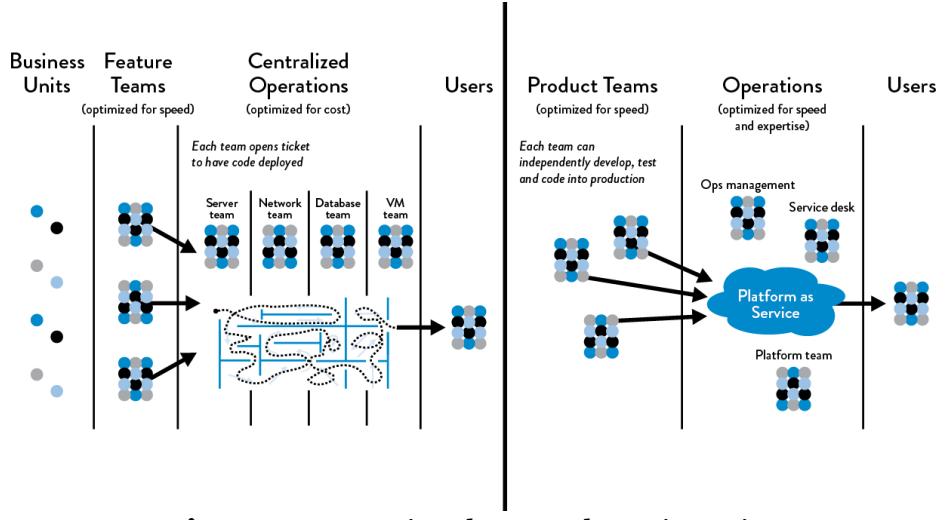 Business
Units
Feature
Teams
(optimized for speed)
Centralized
Operations
(optimized for cost)
Users
Each team opens ticket
to have code deployed
Server
team
Network
team
Database
team
VM
team
Product Teams
(optimized for speed)
Operations
(optimized for speed
and expertise)
Users
Each team can
independently develop, test
and code into production
Ops management
Service desk
Platform as
Service
Platform team